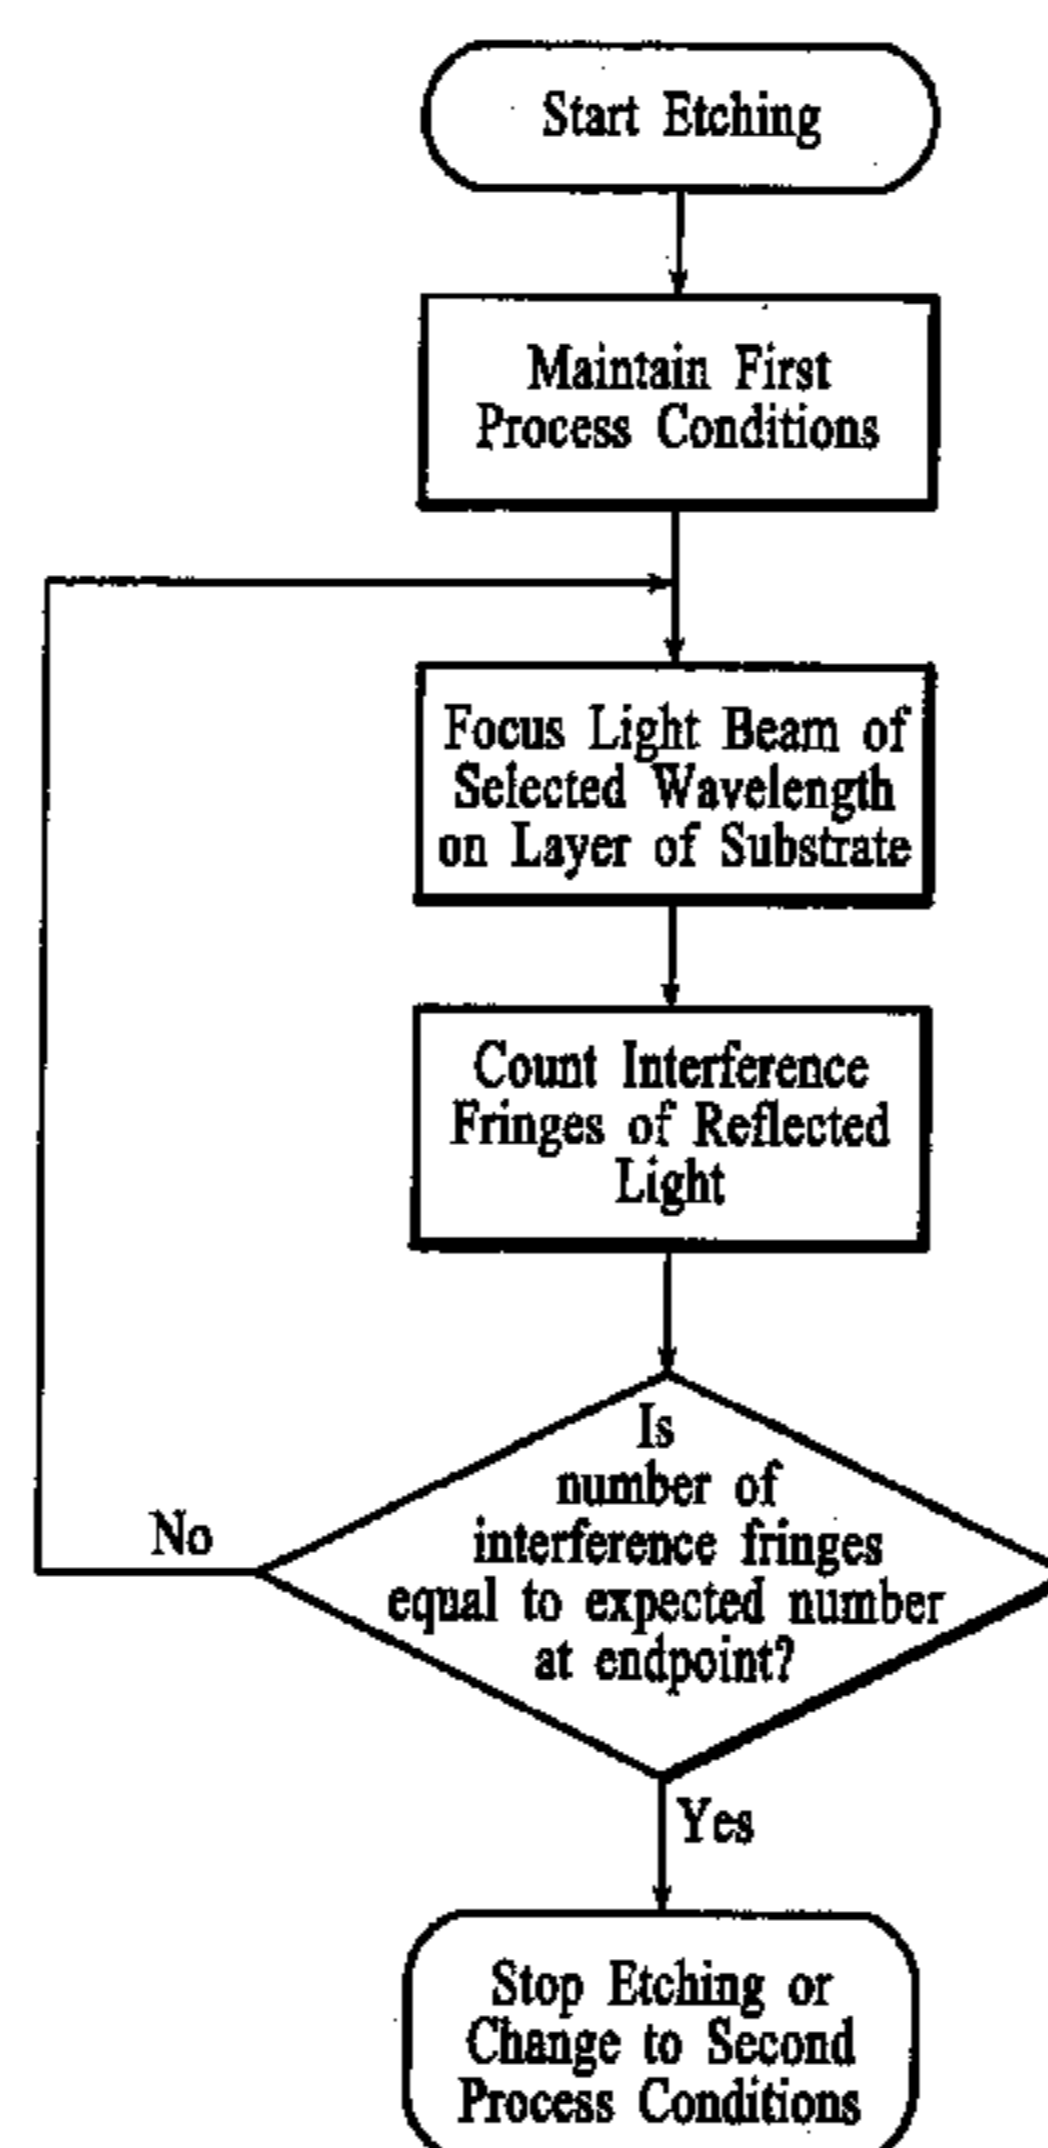 Start Etching
Maintain First
Process Conditions
Focus Light Beam of
Selected Wavelength
on Layer of Substrate
Count Interference
Fringes of Reflected
Light
Is
number of
interference fringes
equal to expected number
at endpoint?
No
Yes
Stop Etching or
Change to Second
Process Conditions